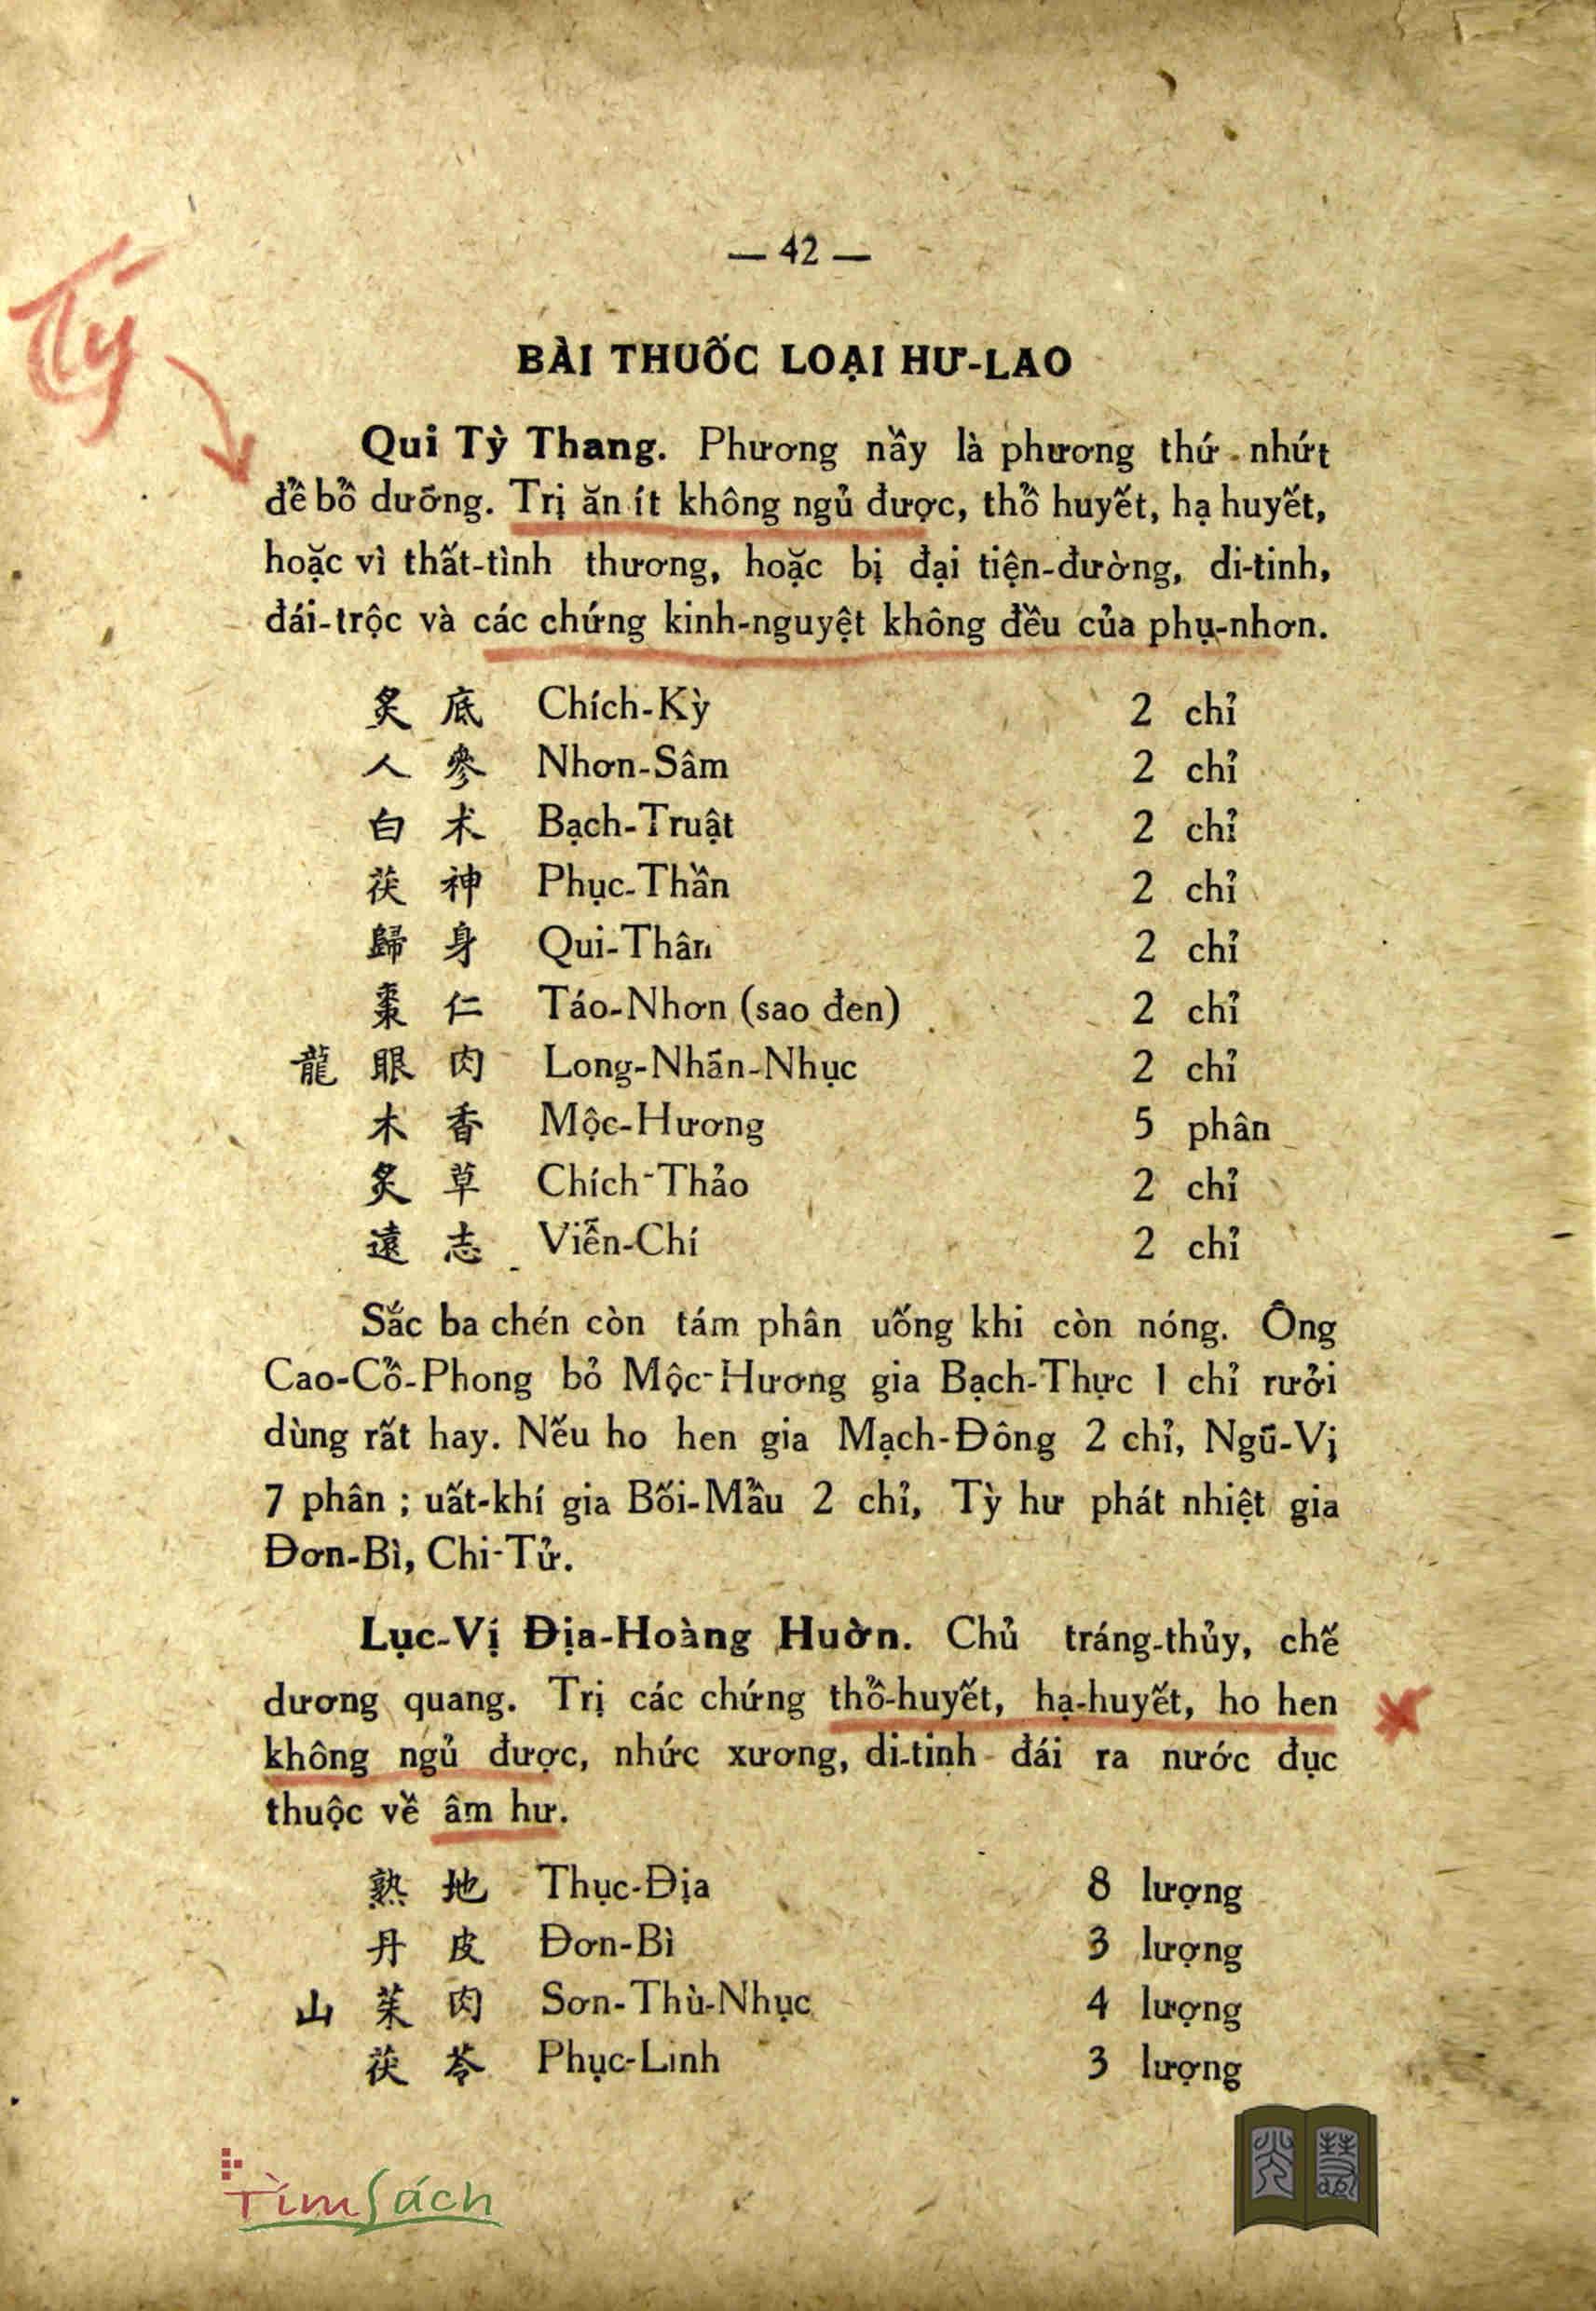 — 42 —
Tỳ
BÀI THUỐC LOẠI HƯ-LAO
Qui Tỳ Thang. Phương nầy là phương thứ nhứt
để bổ dưỡng. Trị ăn ít không ngủ được, thổ huyết, hạ huyết,
hoặc vì thất-tình thương, hoặc bị đại tiện-đường, di-tinh,
đái-trộc và các chứng kinh-nguyệt không đều của phụ-nhơn.
炙 底 Chích-Kỳ 2 chỉ
人 參 Nhơn-Sâm 2 chỉ
白 朮 Bạch-Truật 2 chỉ
茯 神 Phục-Thần 2 chỉ
歸 身 Qui-Thân 2 chỉ
棗 仁 Táo-Nhơn (sao đen) 2 chỉ
龍 眼 肉 Long-Nhãn-Nhục 2 chỉ
木 香 Mộc-Hương 5 phân
炙 草 Chích-Thảo 2 chỉ
遠 志 Viễn-Chí 2 chỉ
Sắc ba chén còn tám phân uống khi còn nóng. Ông
Cao-Cổ-Phong bỏ Mộc-Hương gia Bạch-Thực 1 chỉ rưởi
dùng rất hay. Nếu ho hen gia Mạch-Đông 2 chỉ, Ngũ-Vị
7 phân ; uất-khí gia Bối-Mẫu 2 chỉ, Tỳ hư phát nhiệt gia
Đơn-Bì, Chi-Tử.
Lục-Vị Địa-Hoàng Huờn. Chủ tráng-thủy, chế
dương quang. Trị các chứng thổ-huyết, hạ-huyết, ho hen
không ngủ được, nhức xương, di-tinh đái ra nước đục
thuộc về âm hư.
熟 地 Thục-Địa 8 lượng
丹 皮 Đơn-Bì 3 lượng
山 茱 肉 Sơn-Thù-Nhục 4 lượng
茯 苓 Phục-Linh 3 lượng
TìmSách